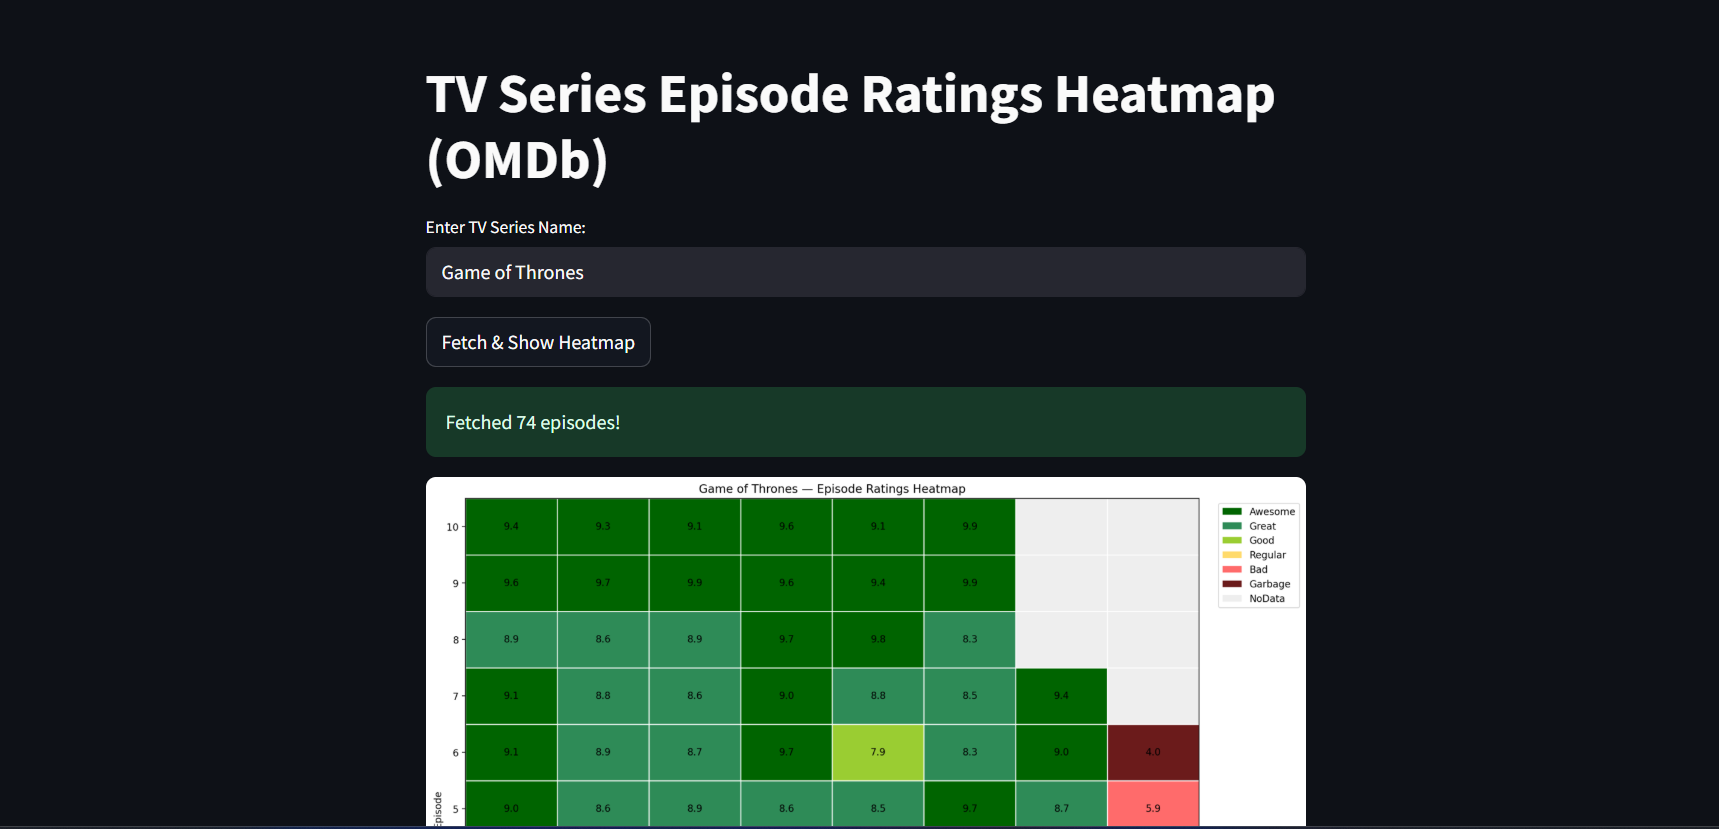 TV Series Episode Ratings Heatmap
(OMDb)
Enter TV Series Name:
Game of Thrones
Fetch & Show Heatmap
Fetched 74 episodes!
Game of Thrones — Episode Ratings Heatmap
10 9.4 9.3 9.1 9.6 9.1 9.9
9 9.6 9.7 9.9 9.6 9.4 9.9
8 8.9 8.6 8.9 9.7 9.8 8.3
7 9.1 8.8 8.6 9.0 8.8 8.5 9.4
6 9.1 8.9 8.7 9.7 7.9 8.3 9.0 4.0
5 9.0 8.6 8.9 8.6 8.5 9.7 8.7 5.9
Episode
Awesome
Great
Good
Regular
Bad
Garbage
NoData